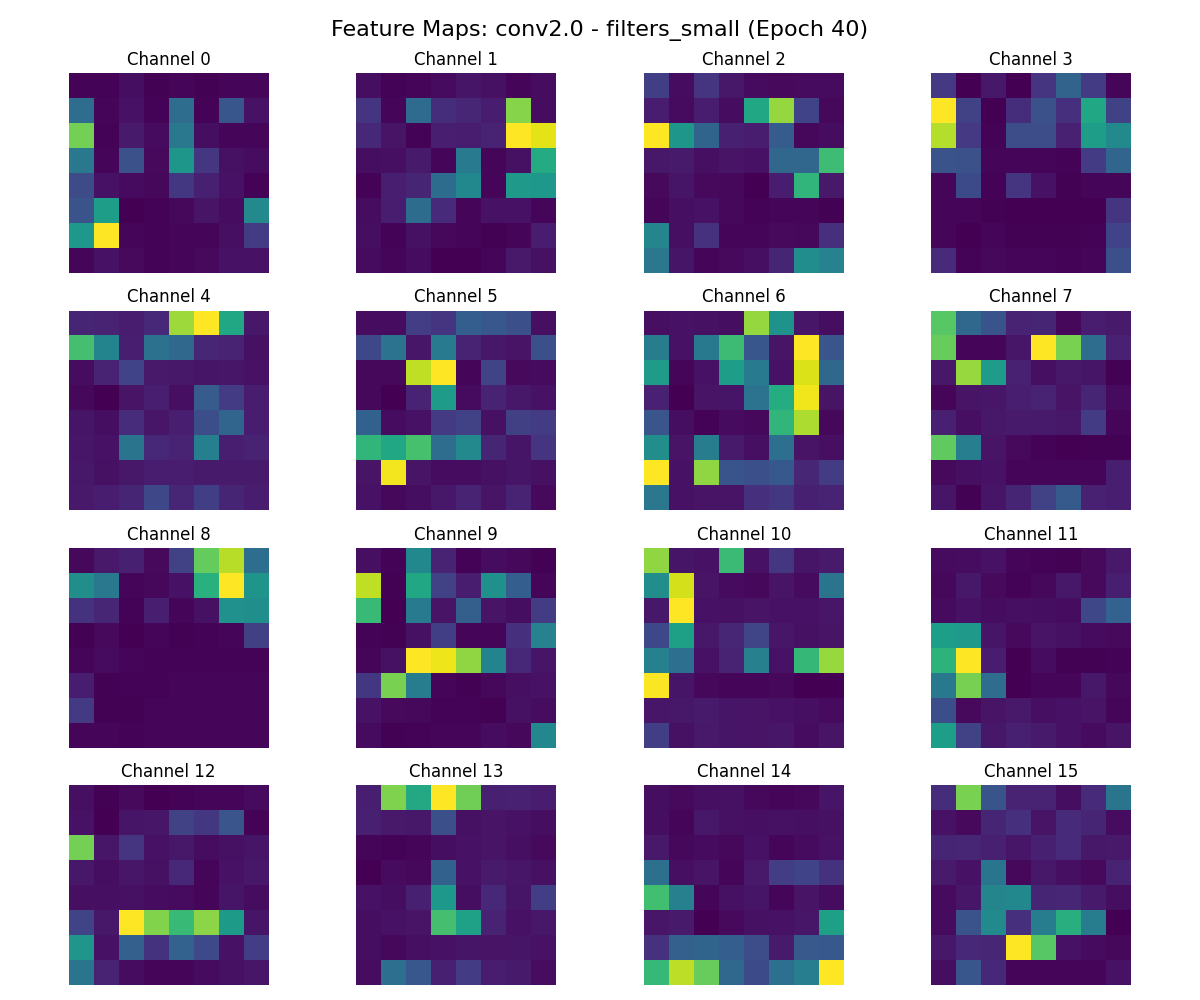 Feature Maps: conv2.0 - filters_small (Epoch 40)
Channel 0 Channel 1 Channel 2 Channel 3
Channel 4 Channel 5 Channel 6 Channel 7
Channel 8 Channel 9 Channel 10 Channel 11
Channel 12 Channel 13 Channel 14 Channel 15